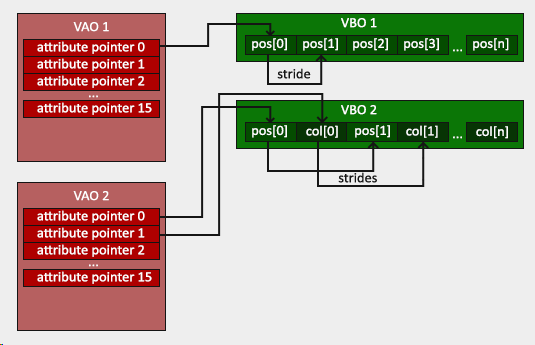 VAO 1
attribute pointer 0
attribute pointer 1
attribute pointer 2
...
attribute pointer 15
VBO 1
pos[0] pos[1] pos[2] pos[3] ... pos[n]
stride
VBO 2
pos[0] col[0] pos[1] col[1] ... col[n]
strides
VAO 2
attribute pointer 0
attribute pointer 1
attribute pointer 2
...
attribute pointer 15